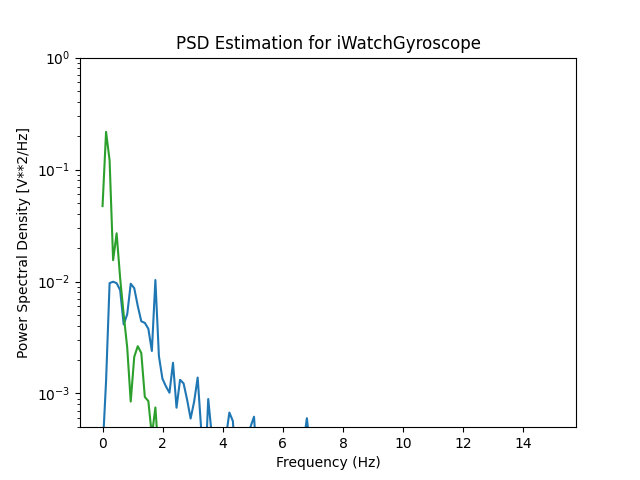 PSD Estimation for iWatchGyroscope
Power Spectral Density [V**2/Hz]
10^0
10^-1
10^-2
10^-3
0 2 4 6 8 10 12 14
Frequency (Hz)